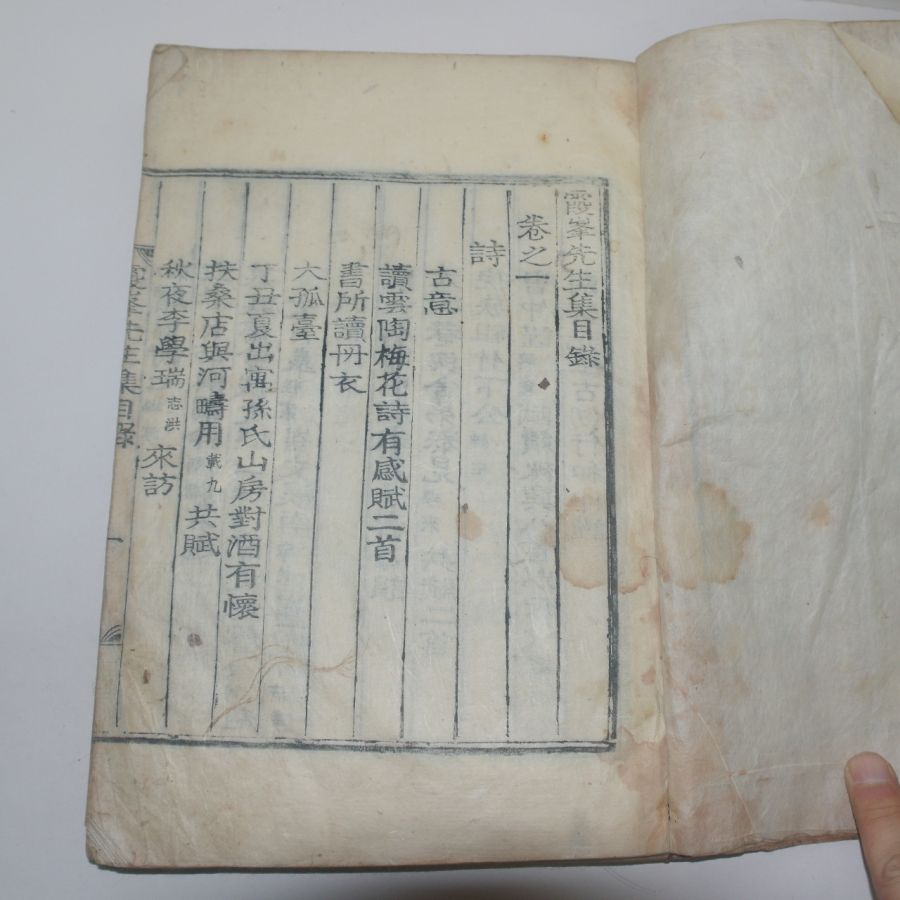 霞峯先生集目錄
卷之一
詩
古意
讀雲陶梅花詩有感賦二首
書所讀冊衣
大孤臺
丁丑夏出寓孫氏山房對酒有懷
扶桑店與河疇用載九共賦
秋夜李學瑞志洪來訪
霞峯先生集目錄 一